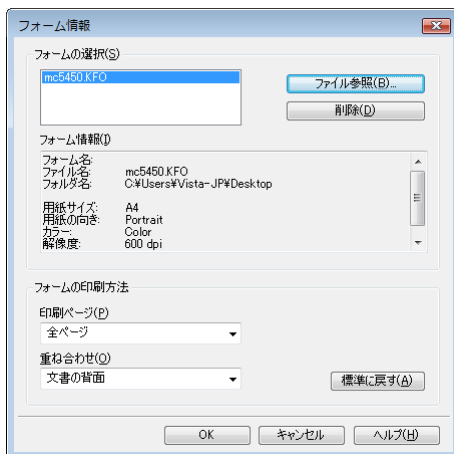 フォーム情報
フォームの選択(S)
mc5450.KFO
ファイル参照(B)...
削除(D)
フォーム情報(I)
フォーム名:
ファイル名: mc5450.KFO
フォルダ名: C:¥Users¥Vista-JP¥Desktop
用紙サイズ: A4
用紙の向き: Portrait
カラー: Color
解像度: 600 dpi
フォームの印刷方法
印刷ページ(P)
全ページ
重ね合わせ(O)
文書の背面
標準に戻す(A)
OK
キャンセル
ヘルプ(H)